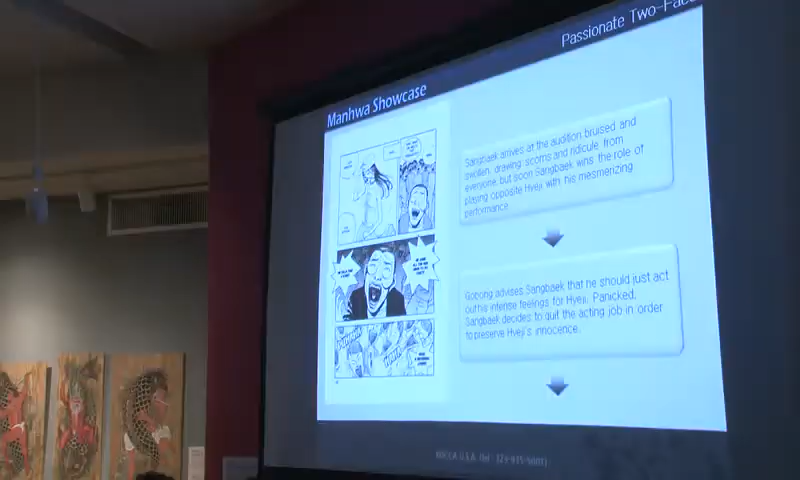 Passionate Two-Fac
Manhwa Showcase
Sangbaek arrives at the audition bruised and
swollen, drawing scorns and ridicule from
everyone, but soon Sangbaek wins the role of
playing opposite Hyeji with his mesmerizing
performance.
Gobong advises Sangbaek that he should just act
out his intense feelings for Hyeji. Panicked,
Sangbaek decides to quit the acting job in order
to preserve Hyeji's innocence.
KOCCA U.S.A. (tel :